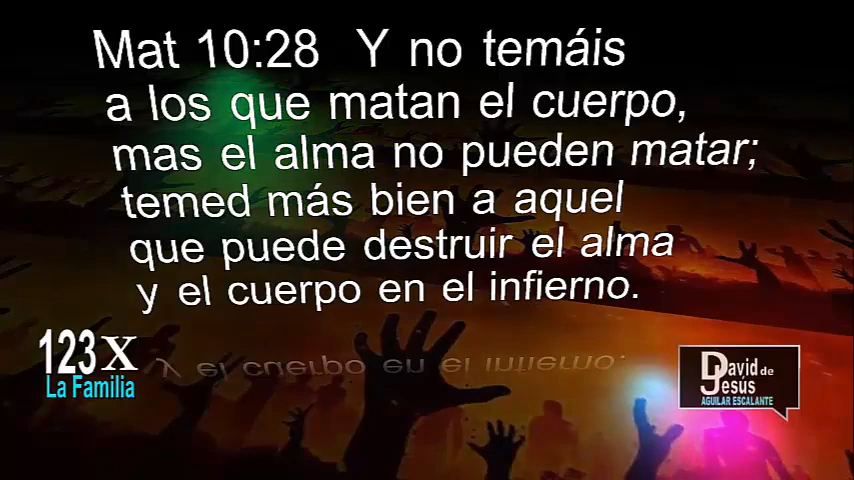 Mat 10:28 Y no temáis
a los que matan el cuerpo,
mas el alma no pueden matar;
temed más bien a aquel
que puede destruir el alma
y el cuerpo en el infierno.
y el cuerpo en el infierno.
123X
La Familia
David de
Jesús
AGUILAR ESCALANTE